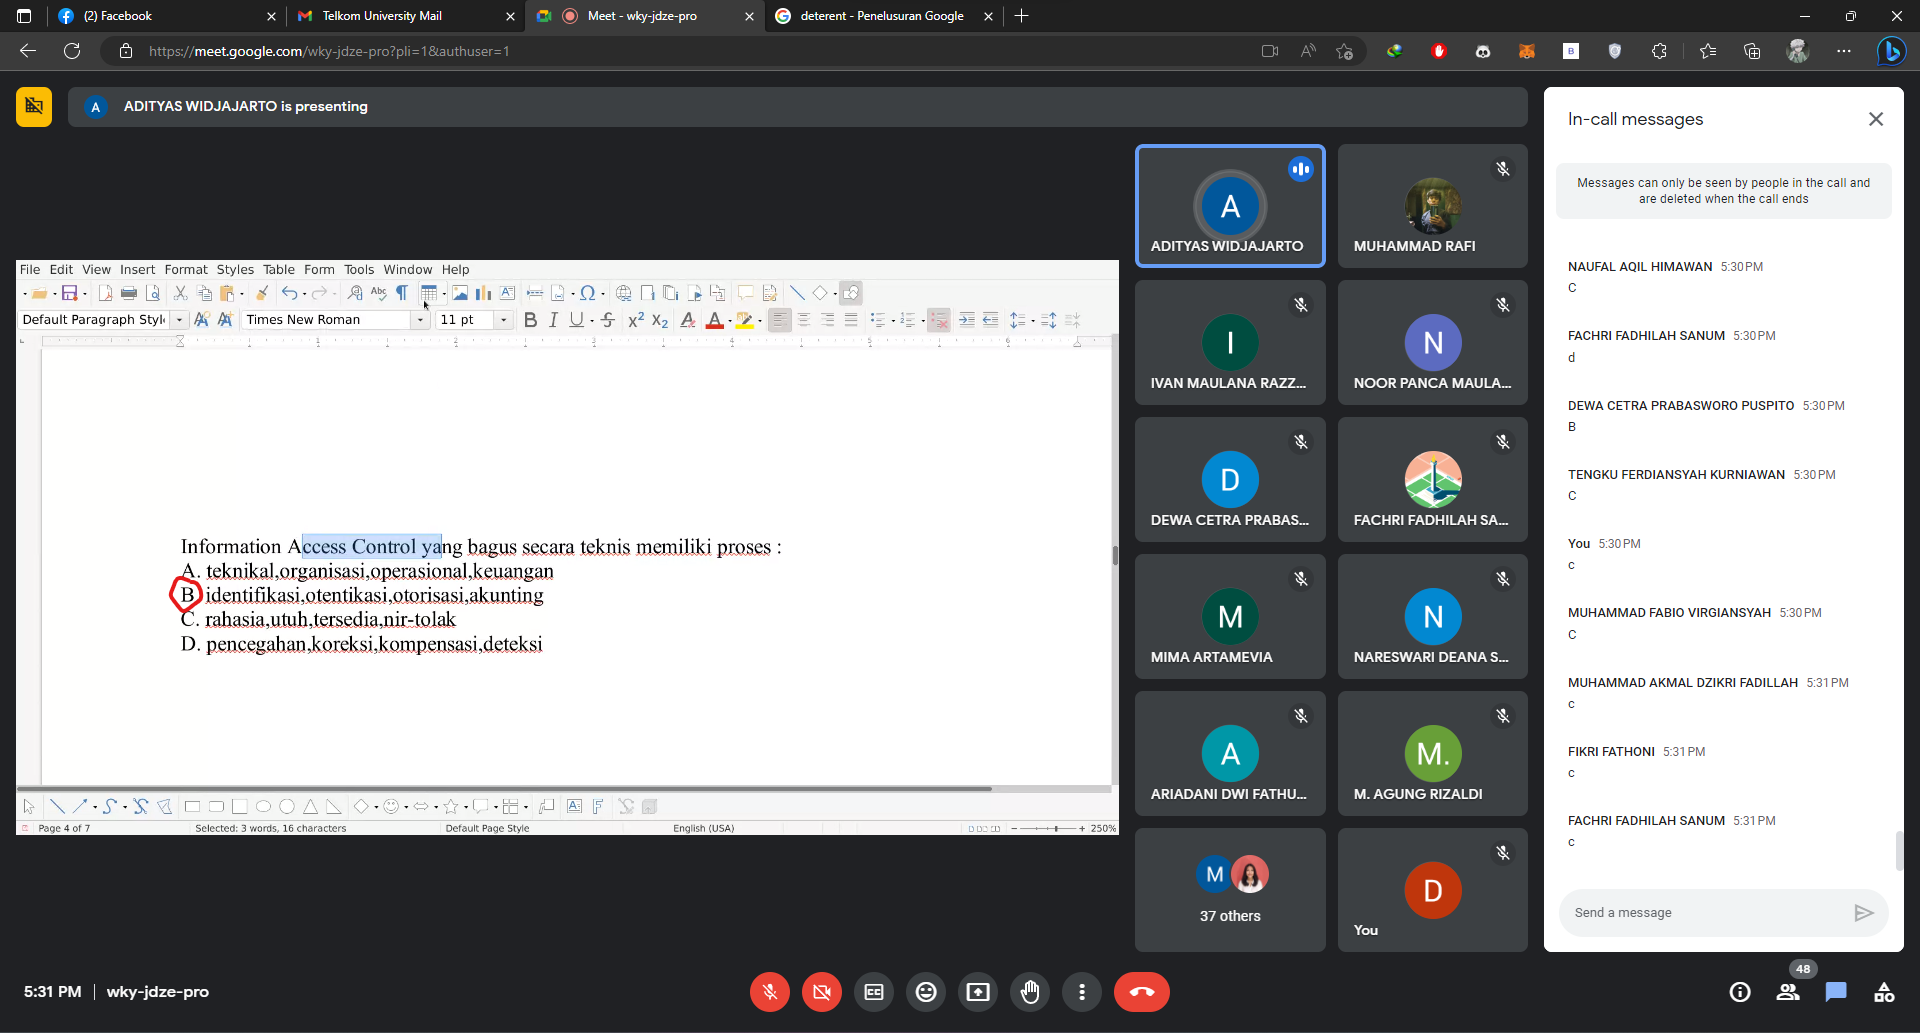 (2) Facebook
Telkom University Mail
Meet - wky-jdze-pro
deterent - Penelusuran Google
https://meet.google.com/wky-jdze-pro?pli=1&authuser=1
A
ADITYAS WIDJAJARTO is presenting
File Edit View Insert Format Styles Table Form Tools Window Help
Default Paragraph Styl
Times New Roman
11 pt
Information Access Control yang bagus secara teknis memiliki proses :
A. teknikal,organisasi,operasional,keuangan
B. identifikasi,otentikasi,otorisasi,akunting
C. rahasia,utuh,tersedia,nir-tolak
D. pencegahan,koreksi,kompensasi,deteksi
Page 4 of 7
Selected: 3 words, 16 characters
Default Page Style
English (USA)
250%
A
ADITYAS WIDJAJARTO
MUHAMMAD RAFI
I
IVAN MAULANA RAZZ...
N
NOOR PANCA MAULA...
D
DEWA CETRA PRABAS...
FACHRI FADHILAH SA...
M
MIMA ARTAMEVIA
N
NARESWARI DEANA S...
A
ARIADANI DWI FATHU...
M.
M. AGUNG RIZALDI
M
37 others
D
You
In-call messages
Messages can only be seen by people in the call and
are deleted when the call ends
NAUFAL AQIL HIMAWAN 5:30 PM
C
FACHRI FADHILAH SANUM 5:30 PM
d
DEWA CETRA PRABASWORO PUSPITO 5:30 PM
B
TENGKU FERDIANSYAH KURNIAWAN 5:30 PM
C
You 5:30 PM
c
MUHAMMAD FABIO VIRGIANSYAH 5:30 PM
C
MUHAMMAD AKMAL DZIKRI FADILLAH 5:31 PM
c
FIKRI FATHONI 5:31 PM
c
FACHRI FADHILAH SANUM 5:31 PM
c
Send a message
5:31 PM | wky-jdze-pro
48